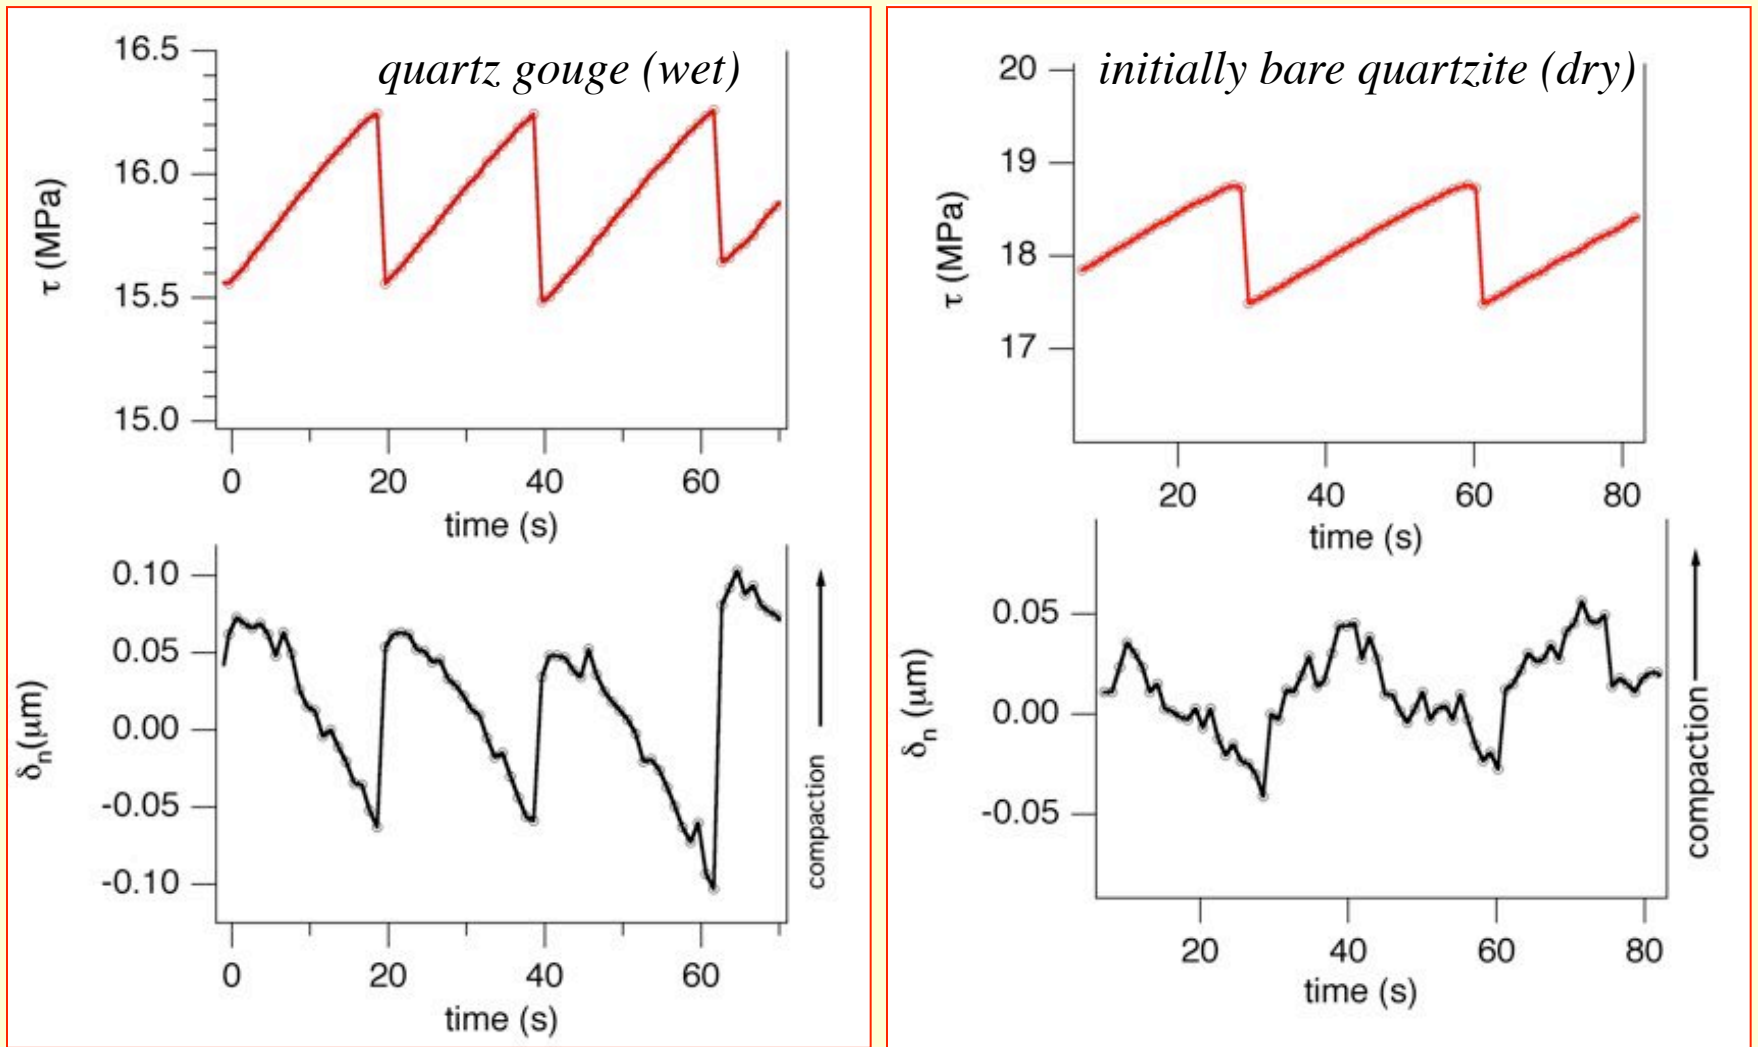 quartz gouge (wet)
16.5
16.0
15.5
15.0
τ (MPa)
0 20 40 60
time (s)
0.10
0.05
0.00
-0.05
-0.10
δn(μm)
compaction
0 20 40 60
time (s)
initially bare quartzite (dry)
20
19
18
17
τ (MPa)
20 40 60 80
time (s)
0.05
0.00
-0.05
δn (μm)
compaction
20 40 60 80
time (s)